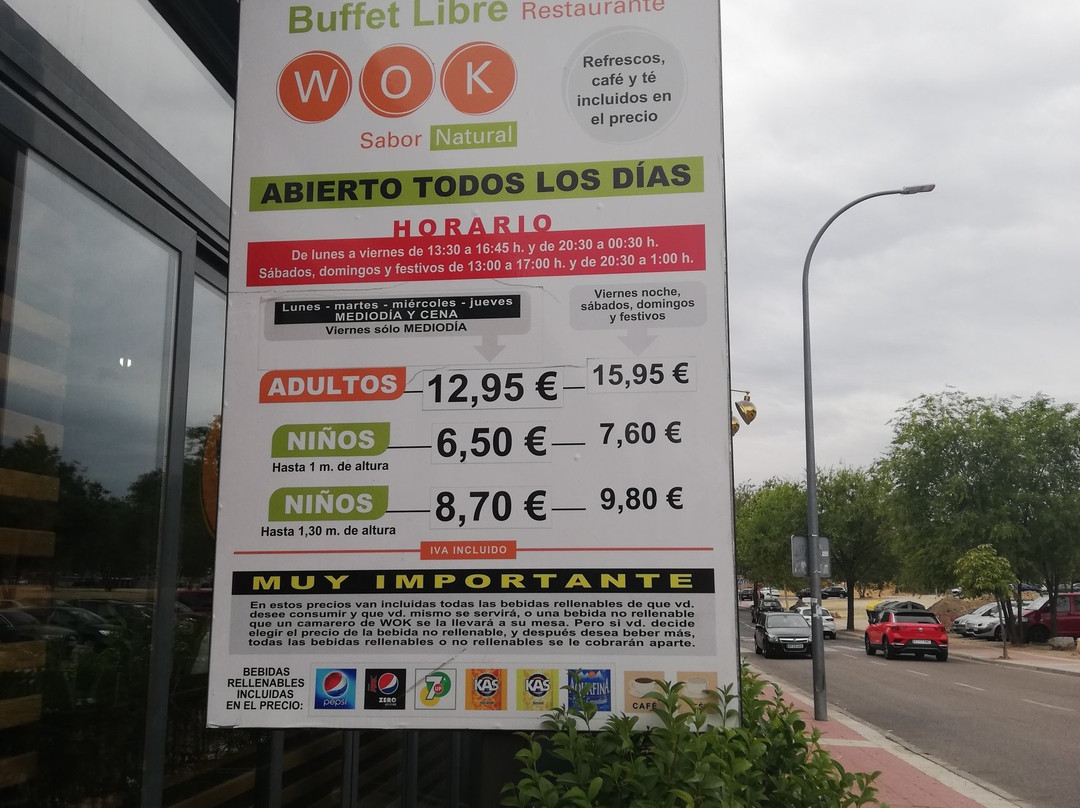 Buffet Libre Restaurante
WOK
Sabor Natural
Refrescos,
café y té
incluidos en
el precio
ABIERTO TODOS LOS DÍAS
HORARIO
De lunes a viernes de 13:30 a 16:45 h. y de 20:30 a 00:30 h.
Sábados, domingos y festivos de 13:00 a 17:00 h. y de 20:30 a 1:00 h.
Lunes - martes - miércoles - jueves
MEDIODÍA Y CENA
Viernes sólo MEDIODÍA
Viernes noche,
sábados, domingos
y festivos
ADULTOS 12,95 € 15,95 €
NIÑOS 6,50 € 7,60 €
Hasta 1 m. de altura
NIÑOS 8,70 € 9,80 €
Hasta 1,30 m. de altura
IVA INCLUIDO
MUY IMPORTANTE
En estos precios van incluidas todas las bebidas rellenables de que vd.
desee consumir y que vd. mismo se servirá, o una bebida no rellenable
que un camarero de WOK se la llevará a su mesa. Pero si vd. decide
elegir el precio de la bebida no rellenable, y después desea beber más,
todas las bebidas rellenables o no rellenables se le cobrarán aparte.
BEBIDAS
RELLENABLES
INCLUIDAS
EN EL PRECIO:
pepsi
ZERO
7UP
KAS
KAS
AQUAFINA
CAFÉ